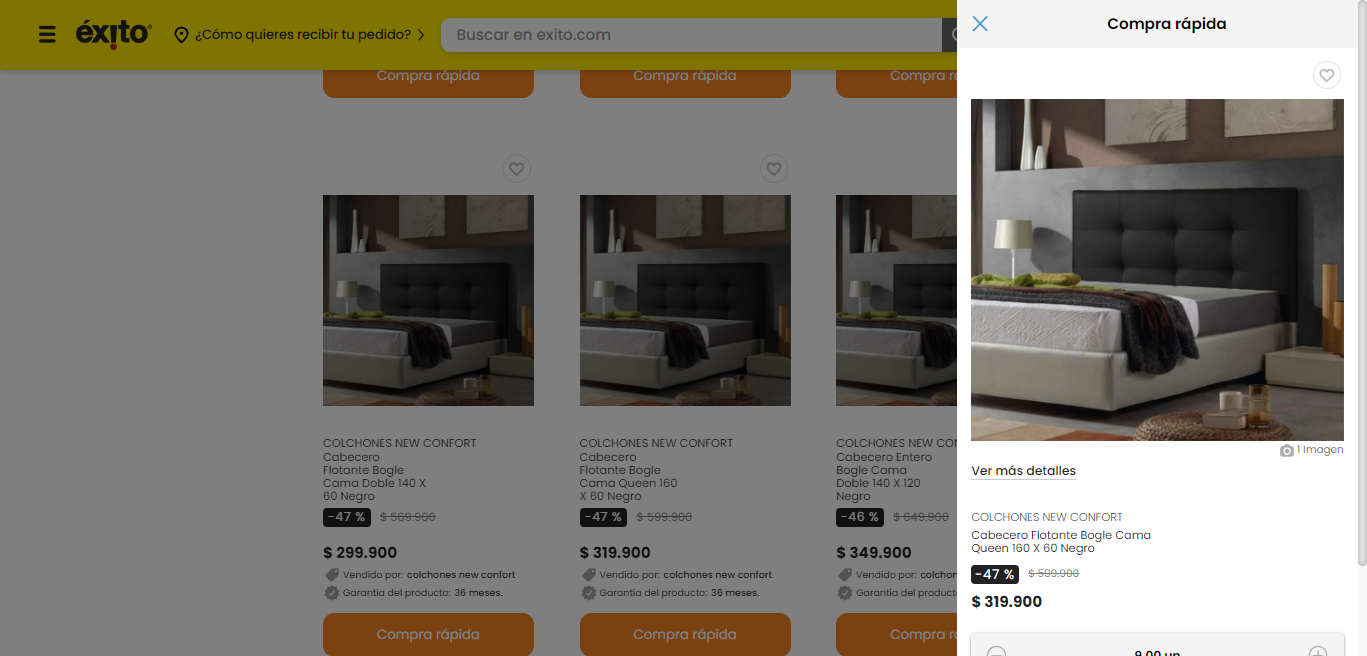 éxito
¿Cómo quieres recibir tu pedido?
Buscar en exito.com
Compra rápida
Compra rápida
Compra rápida
Compra r
COLCHONES NEW CONFORT
Cabecero
Flotante Bogle
Cama Doble 140 X
60 Negro
-47 %
$ 569.900
$ 299.900
Vendido por: colchones new confort
Garantía del producto: 36 meses.
Compra rápida
COLCHONES NEW CONFORT
Cabecero
Flotante Bogle
Cama Queen 160
X 60 Negro
-47 %
$ 599.900
$ 319.900
Vendido por: colchones new confort
Garantía del producto: 36 meses.
Compra rápida
COLCHONES NEW CON
Cabecero Entero
Bogle Cama
Doble 140 X 120
Negro
-46 %
$ 649.900
$ 349.900
Vendido por: colchon
Garantía del product
Compra r
1 Imagen
Ver más detalles
COLCHONES NEW CONFORT
Cabecero Flotante Bogle Cama
Queen 160 X 60 Negro
-47 %
$ 599.900
$ 319.900
9.00 un